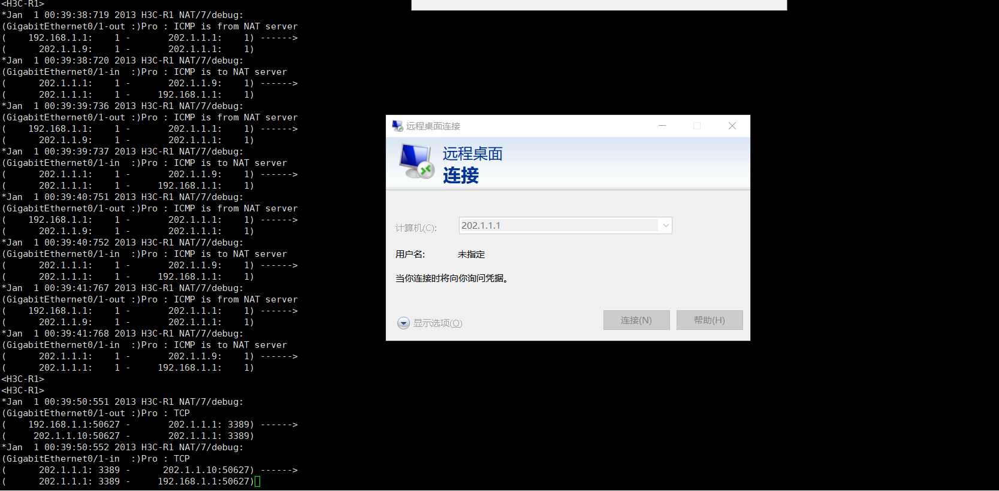 <H3C-R1>
*Jan  1 00:39:38:719 2013 H3C-R1 NAT/7/debug:
(GigabitEthernet0/1-out :)Pro : ICMP is from NAT server
(    192.168.1.1:    1 -       202.1.1.1:    1) ------>
(      202.1.1.9:    1 -       202.1.1.1:    1)
*Jan  1 00:39:38:720 2013 H3C-R1 NAT/7/debug:
(GigabitEthernet0/1-in  :)Pro : ICMP is to NAT server
(      202.1.1.1:    1 -       202.1.1.9:    1) ------>
(      202.1.1.1:    1 -     192.168.1.1:    1)
*Jan  1 00:39:39:736 2013 H3C-R1 NAT/7/debug:
(GigabitEthernet0/1-out :)Pro : ICMP is from NAT server
(    192.168.1.1:    1 -       202.1.1.1:    1) ------>
(      202.1.1.9:    1 -       202.1.1.1:    1)
*Jan  1 00:39:39:737 2013 H3C-R1 NAT/7/debug:
(GigabitEthernet0/1-in  :)Pro : ICMP is to NAT server
(      202.1.1.1:    1 -       202.1.1.9:    1) ------>
(      202.1.1.1:    1 -     192.168.1.1:    1)
*Jan  1 00:39:40:751 2013 H3C-R1 NAT/7/debug:
(GigabitEthernet0/1-out :)Pro : ICMP is from NAT server
(    192.168.1.1:    1 -       202.1.1.1:    1) ------>
(      202.1.1.9:    1 -       202.1.1.1:    1)
*Jan  1 00:39:40:752 2013 H3C-R1 NAT/7/debug:
(GigabitEthernet0/1-in  :)Pro : ICMP is to NAT server
(      202.1.1.1:    1 -       202.1.1.9:    1) ------>
(      202.1.1.1:    1 -     192.168.1.1:    1)
*Jan  1 00:39:41:767 2013 H3C-R1 NAT/7/debug:
(GigabitEthernet0/1-out :)Pro : ICMP is from NAT server
(    192.168.1.1:    1 -       202.1.1.1:    1) ------>
(      202.1.1.9:    1 -       202.1.1.1:    1)
*Jan  1 00:39:41:768 2013 H3C-R1 NAT/7/debug:
(GigabitEthernet0/1-in  :)Pro : ICMP is to NAT server
(      202.1.1.1:    1 -       202.1.1.9:    1) ------>
(      202.1.1.1:    1 -     192.168.1.1:    1)
<H3C-R1>
<H3C-R1>
*Jan  1 00:39:50:551 2013 H3C-R1 NAT/7/debug:
(GigabitEthernet0/1-out :)Pro : TCP
(    192.168.1.1:50627 -       202.1.1.1: 3389) ------>
(     202.1.1.10:50627 -       202.1.1.1: 3389)
*Jan  1 00:39:50:552 2013 H3C-R1 NAT/7/debug:
(GigabitEthernet0/1-in  :)Pro : TCP
(      202.1.1.1: 3389 -      202.1.1.10:50627) ------>
(      202.1.1.1: 3389 -     192.168.1.1:50627)
远程桌面连接
远程桌面
连接
计算机(C): 202.1.1.1
用户名: 未指定
当你连接时将向你询问凭据。
显示选项(O) 连接(N) 帮助(H)